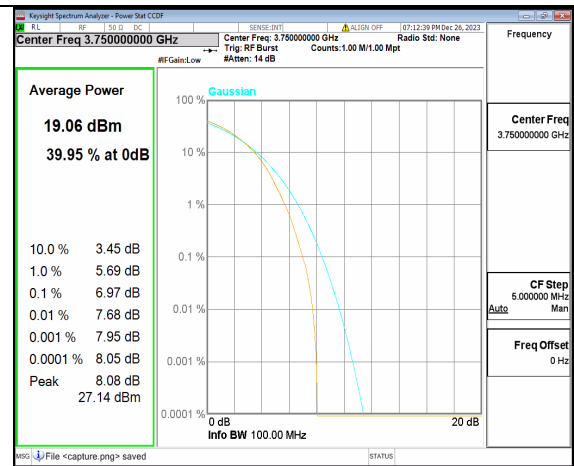 Keysight Spectrum Analyzer - Power Stat CCDF
RL RF 50 Ω DC SENSE:INT ALIGN OFF 07:12:39 PM Dec 26, 2023
Center Freq 3.750000000 GHz
Center Freq: 3.750000000 GHz Radio Std: None
Trig: RF Burst Counts:1.00 M/1.00 Mpt
#IFGain:Low #Atten: 14 dB
Frequency
Average Power
19.06 dBm
39.95 % at 0dB
10.0 % 3.45 dB
1.0 % 5.69 dB
0.1 % 6.97 dB
0.01 % 7.68 dB
0.001 % 7.95 dB
0.0001 % 8.05 dB
Peak 8.08 dB
27.14 dBm
Gaussian
100 %
10 %
1 %
0.1 %
0.01 %
0.001 %
0.0001 %
0 dB 20 dB
Info BW 100.00 MHz
Center Freq
3.750000000 GHz
CF Step
5.000000 MHz
Auto Man
Freq Offset
0 Hz
MSG File <capture.png> saved STATUS